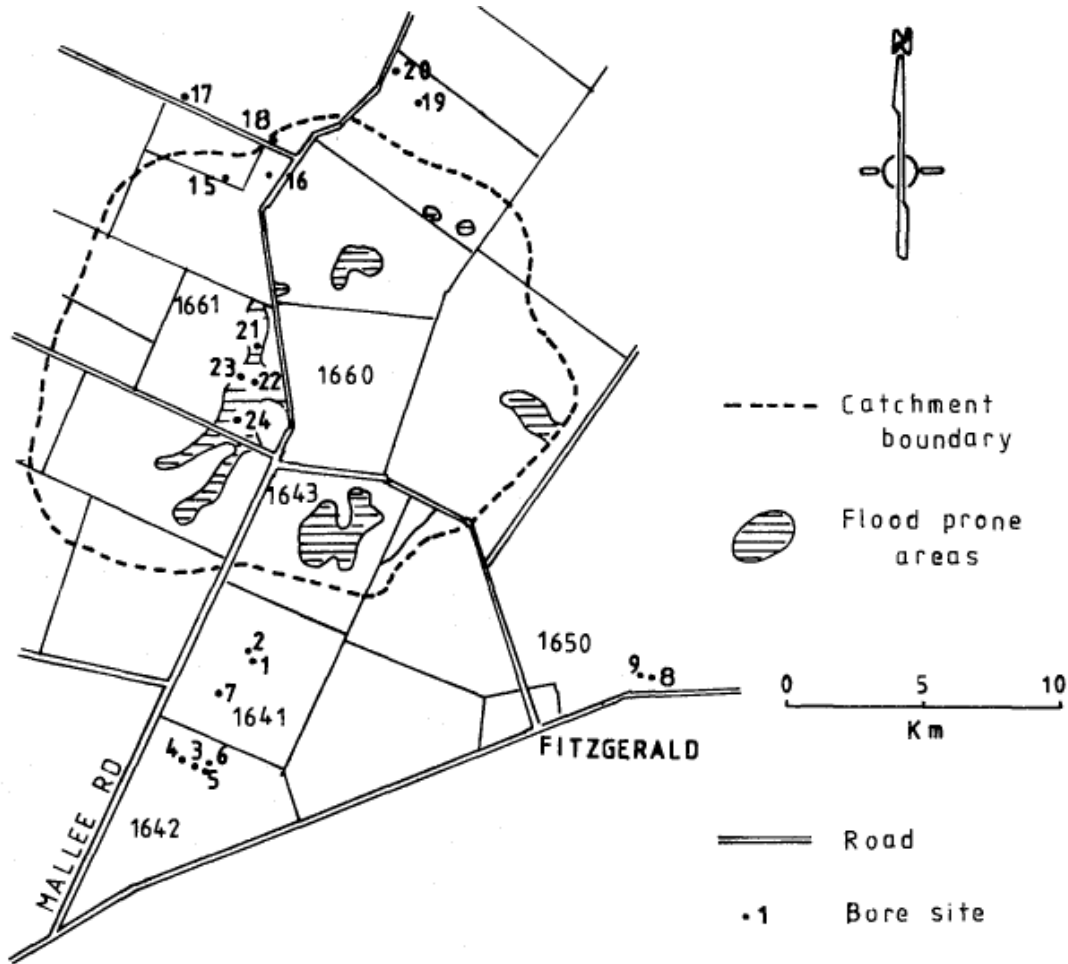 N
20
17
19
18
15
16
1661
21
23
22
1660
24
Catchment
boundary
1643
Flood prone
areas
2
1
1650
9
8
7
1641
0
5
10
Km
FITZGERALD
4
3
6
5
MALLEE RD
1642
Road
1
Bore site